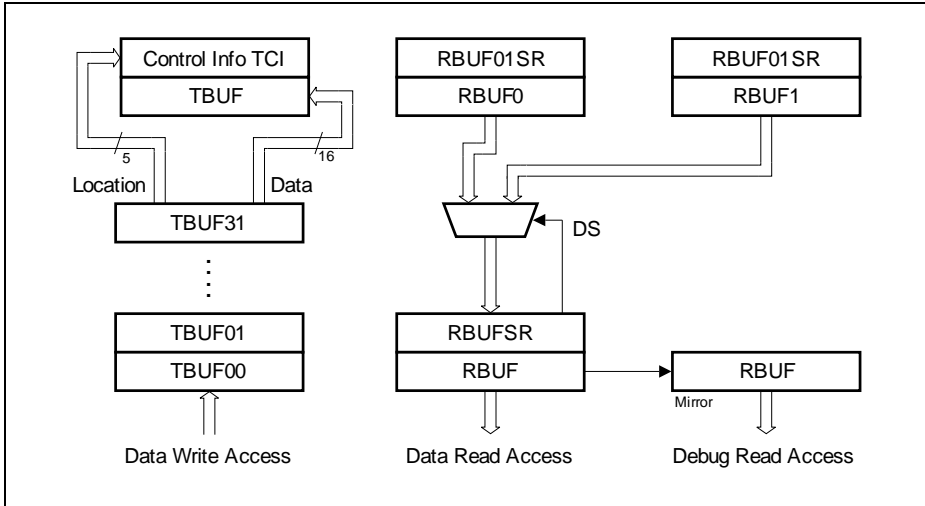 Control Info TCI
TBUF
5
16
Location
Data
TBUF31
TBUF01
TBUF00
Data Write Access
RBUF01SR
RBUF0
RBUF01SR
RBUF1
DS
RBUFSR
RBUF
Mirror
RBUF
Data Read Access
Debug Read Access